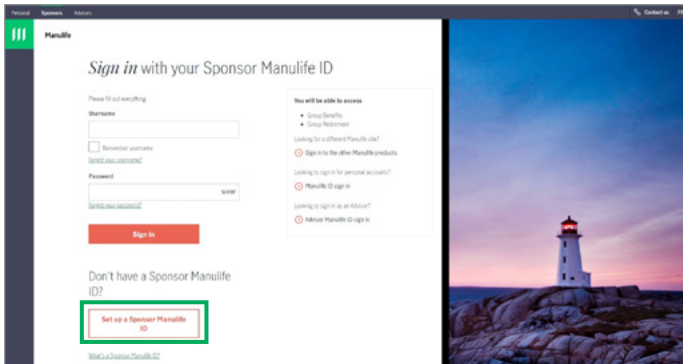 Personal Sponsors Advisors
Contact us
Manulife
Sign in with your Sponsor Manulife ID
Please fill out everything.
Username
Remember username
Forgot your username?
Password
SHOW
Forgot your password?
Sign in
You will be able to access
Group Benefits
Group Retirement
Looking for a different Manulife site?
Sign in to the other Manulife products
Looking to sign in for personal accounts?
Manulife ID sign in
Looking to sign in as an Advisor?
Advisor Manulife ID sign in
Don't have a Sponsor Manulife
ID?
Set up a Sponsor Manulife
ID
What's a Sponsor Manulife ID?